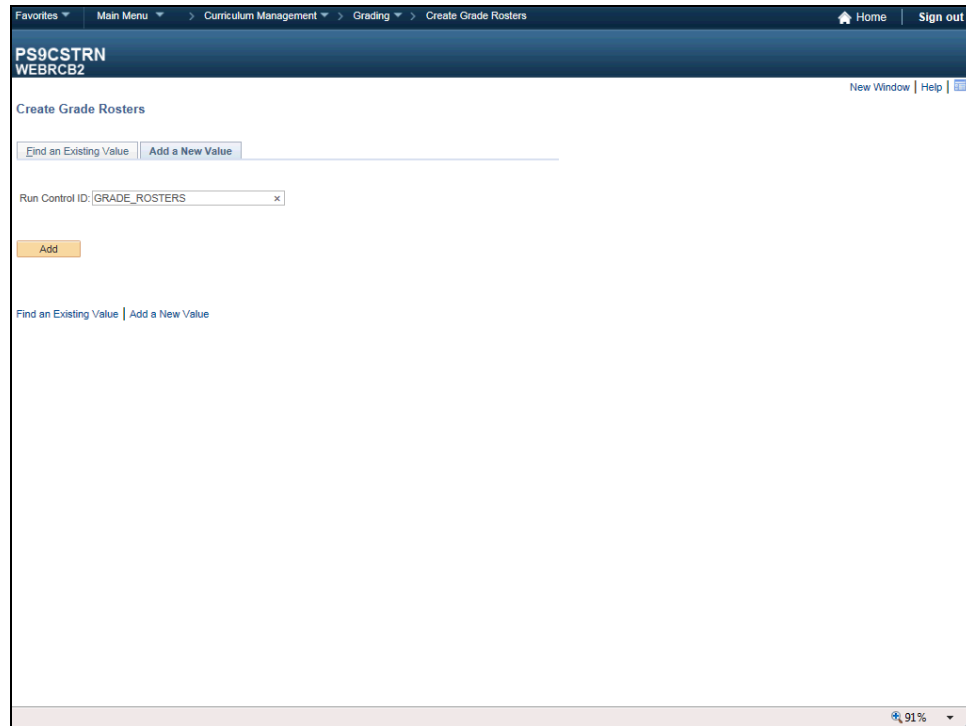 Favorites Main Menu > Curriculum Management > Grading > Create Grade Rosters Home Sign out
PS9CSTRN
WEBRCB2
New Window | Help |
Create Grade Rosters
Find an Existing Value Add a New Value
Run Control ID: GRADE_ROSTERS ×
Add
Find an Existing Value | Add a New Value
91%